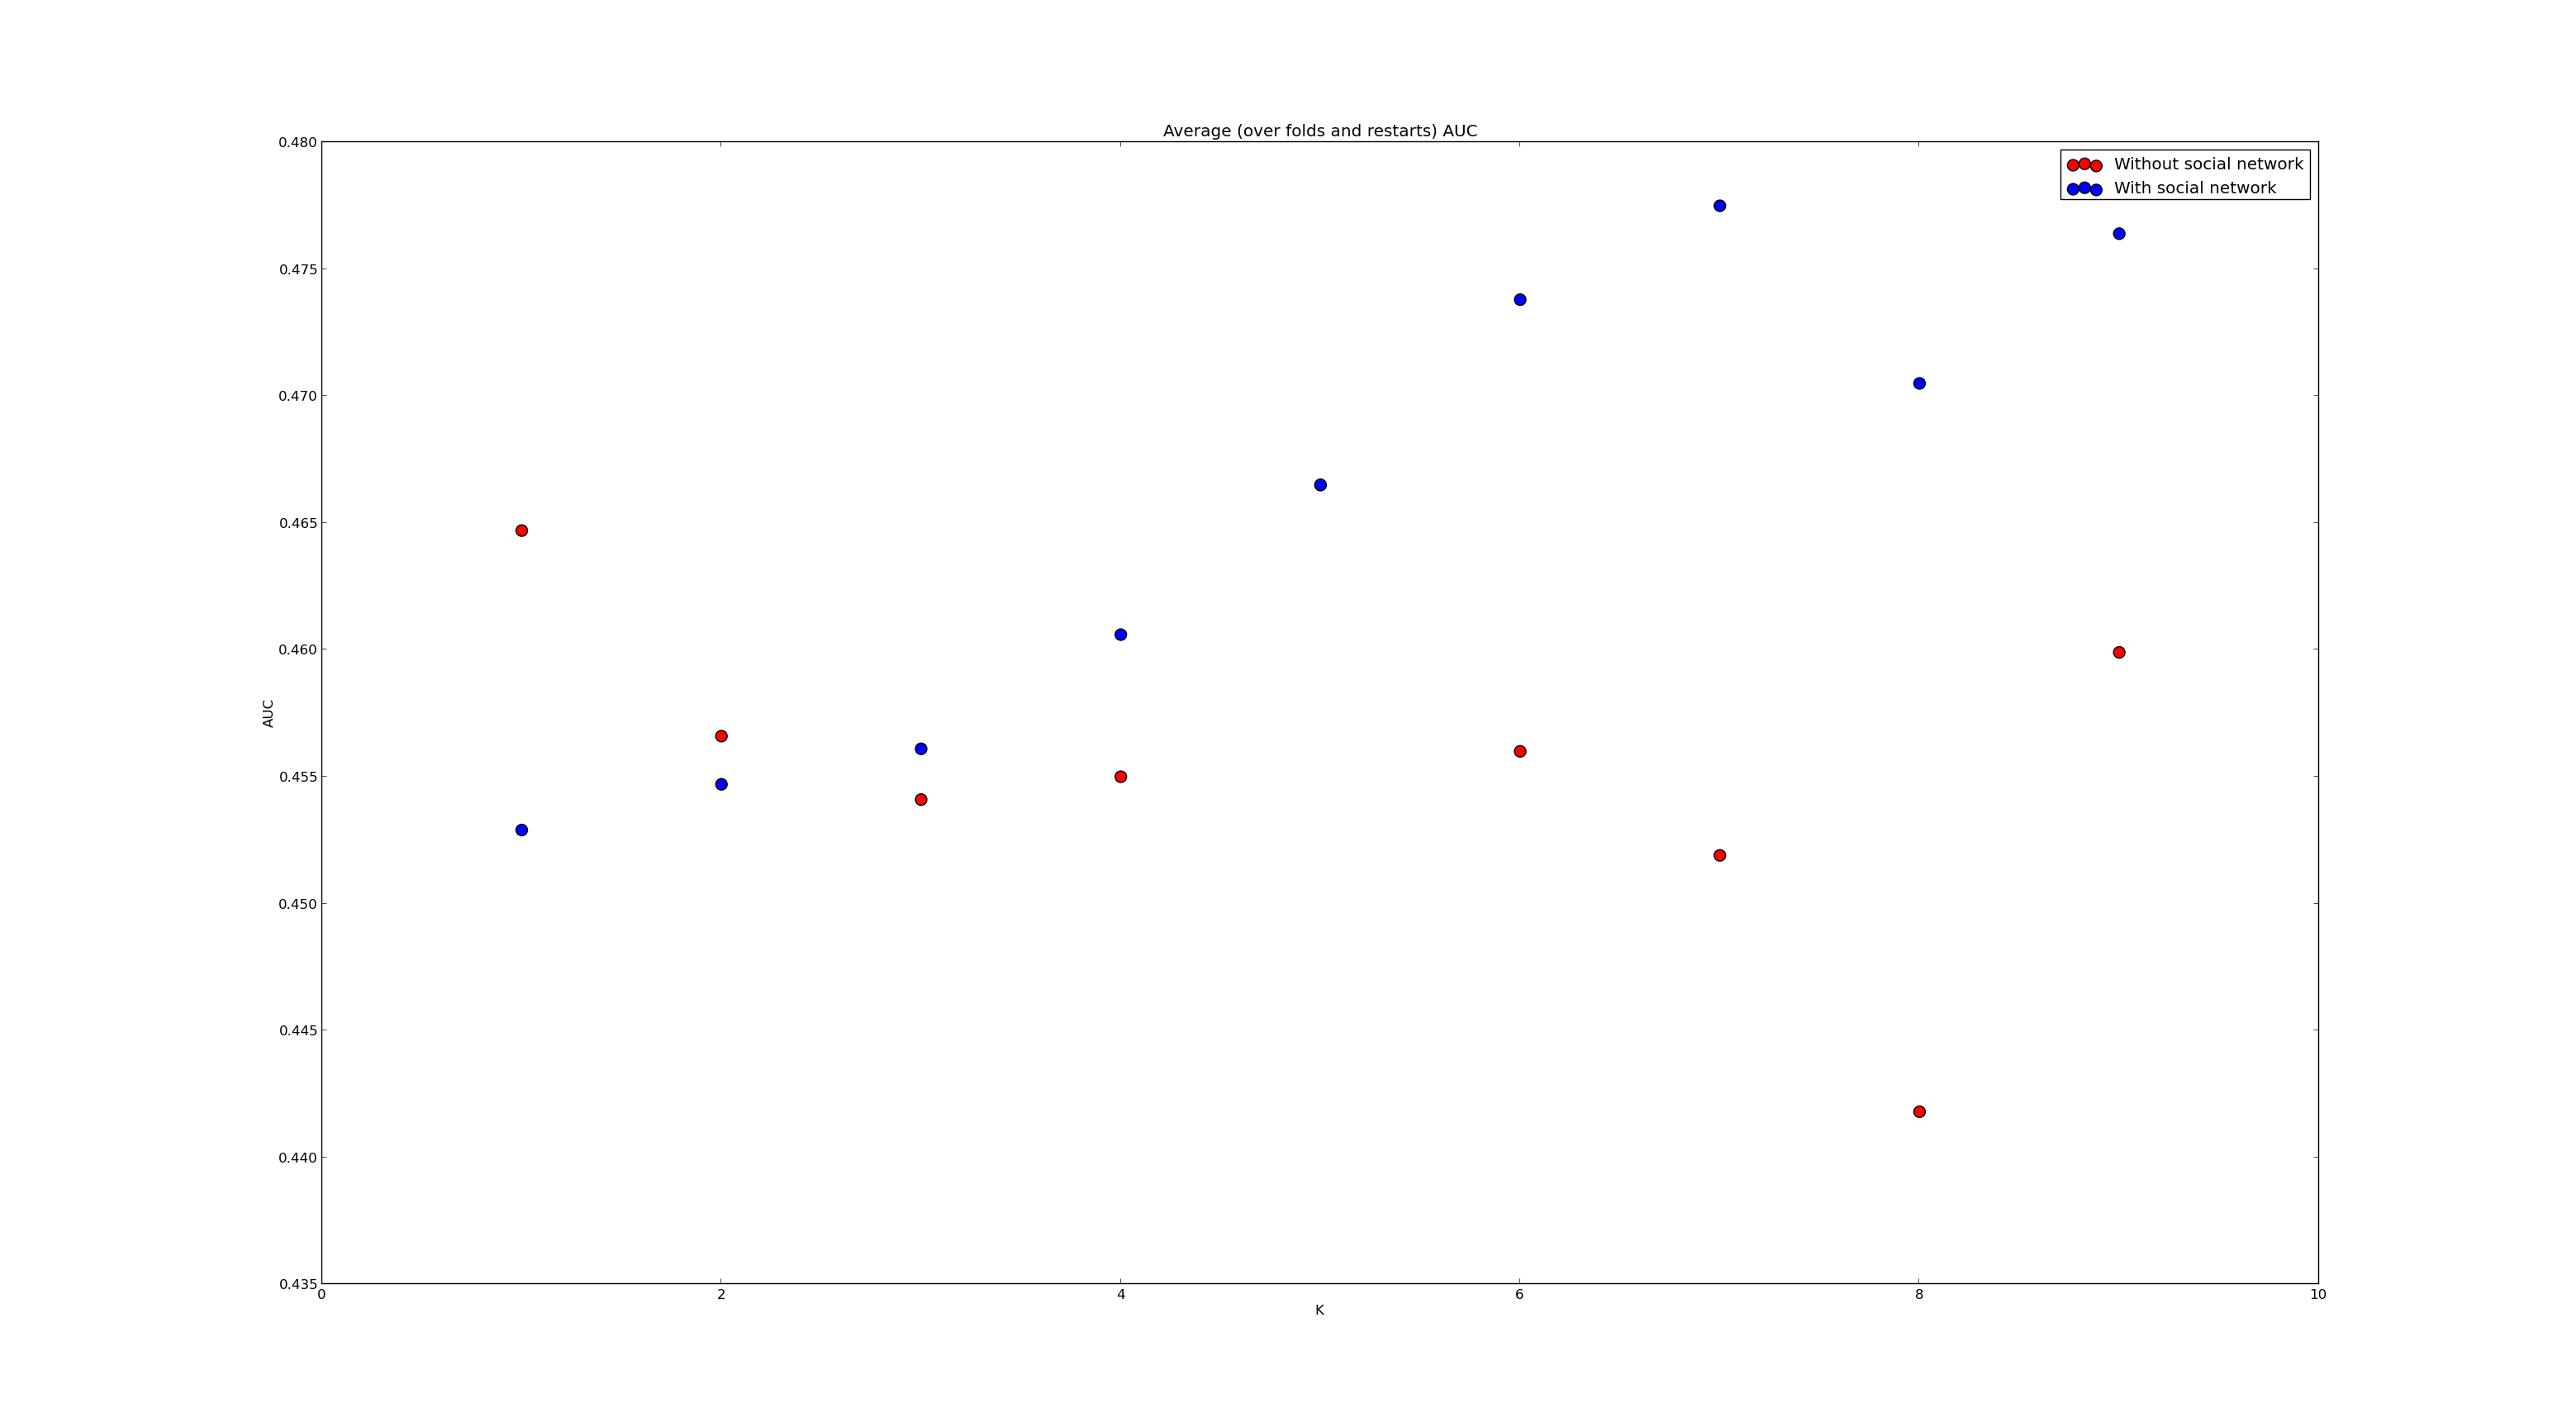 Average (over folds and restarts) AUC
Without social network
With social network
0.480
0.475
0.470
0.465
0.460
0.455
0.450
0.445
0.440
0.435
AUC
0 2 4 6 8 10
K